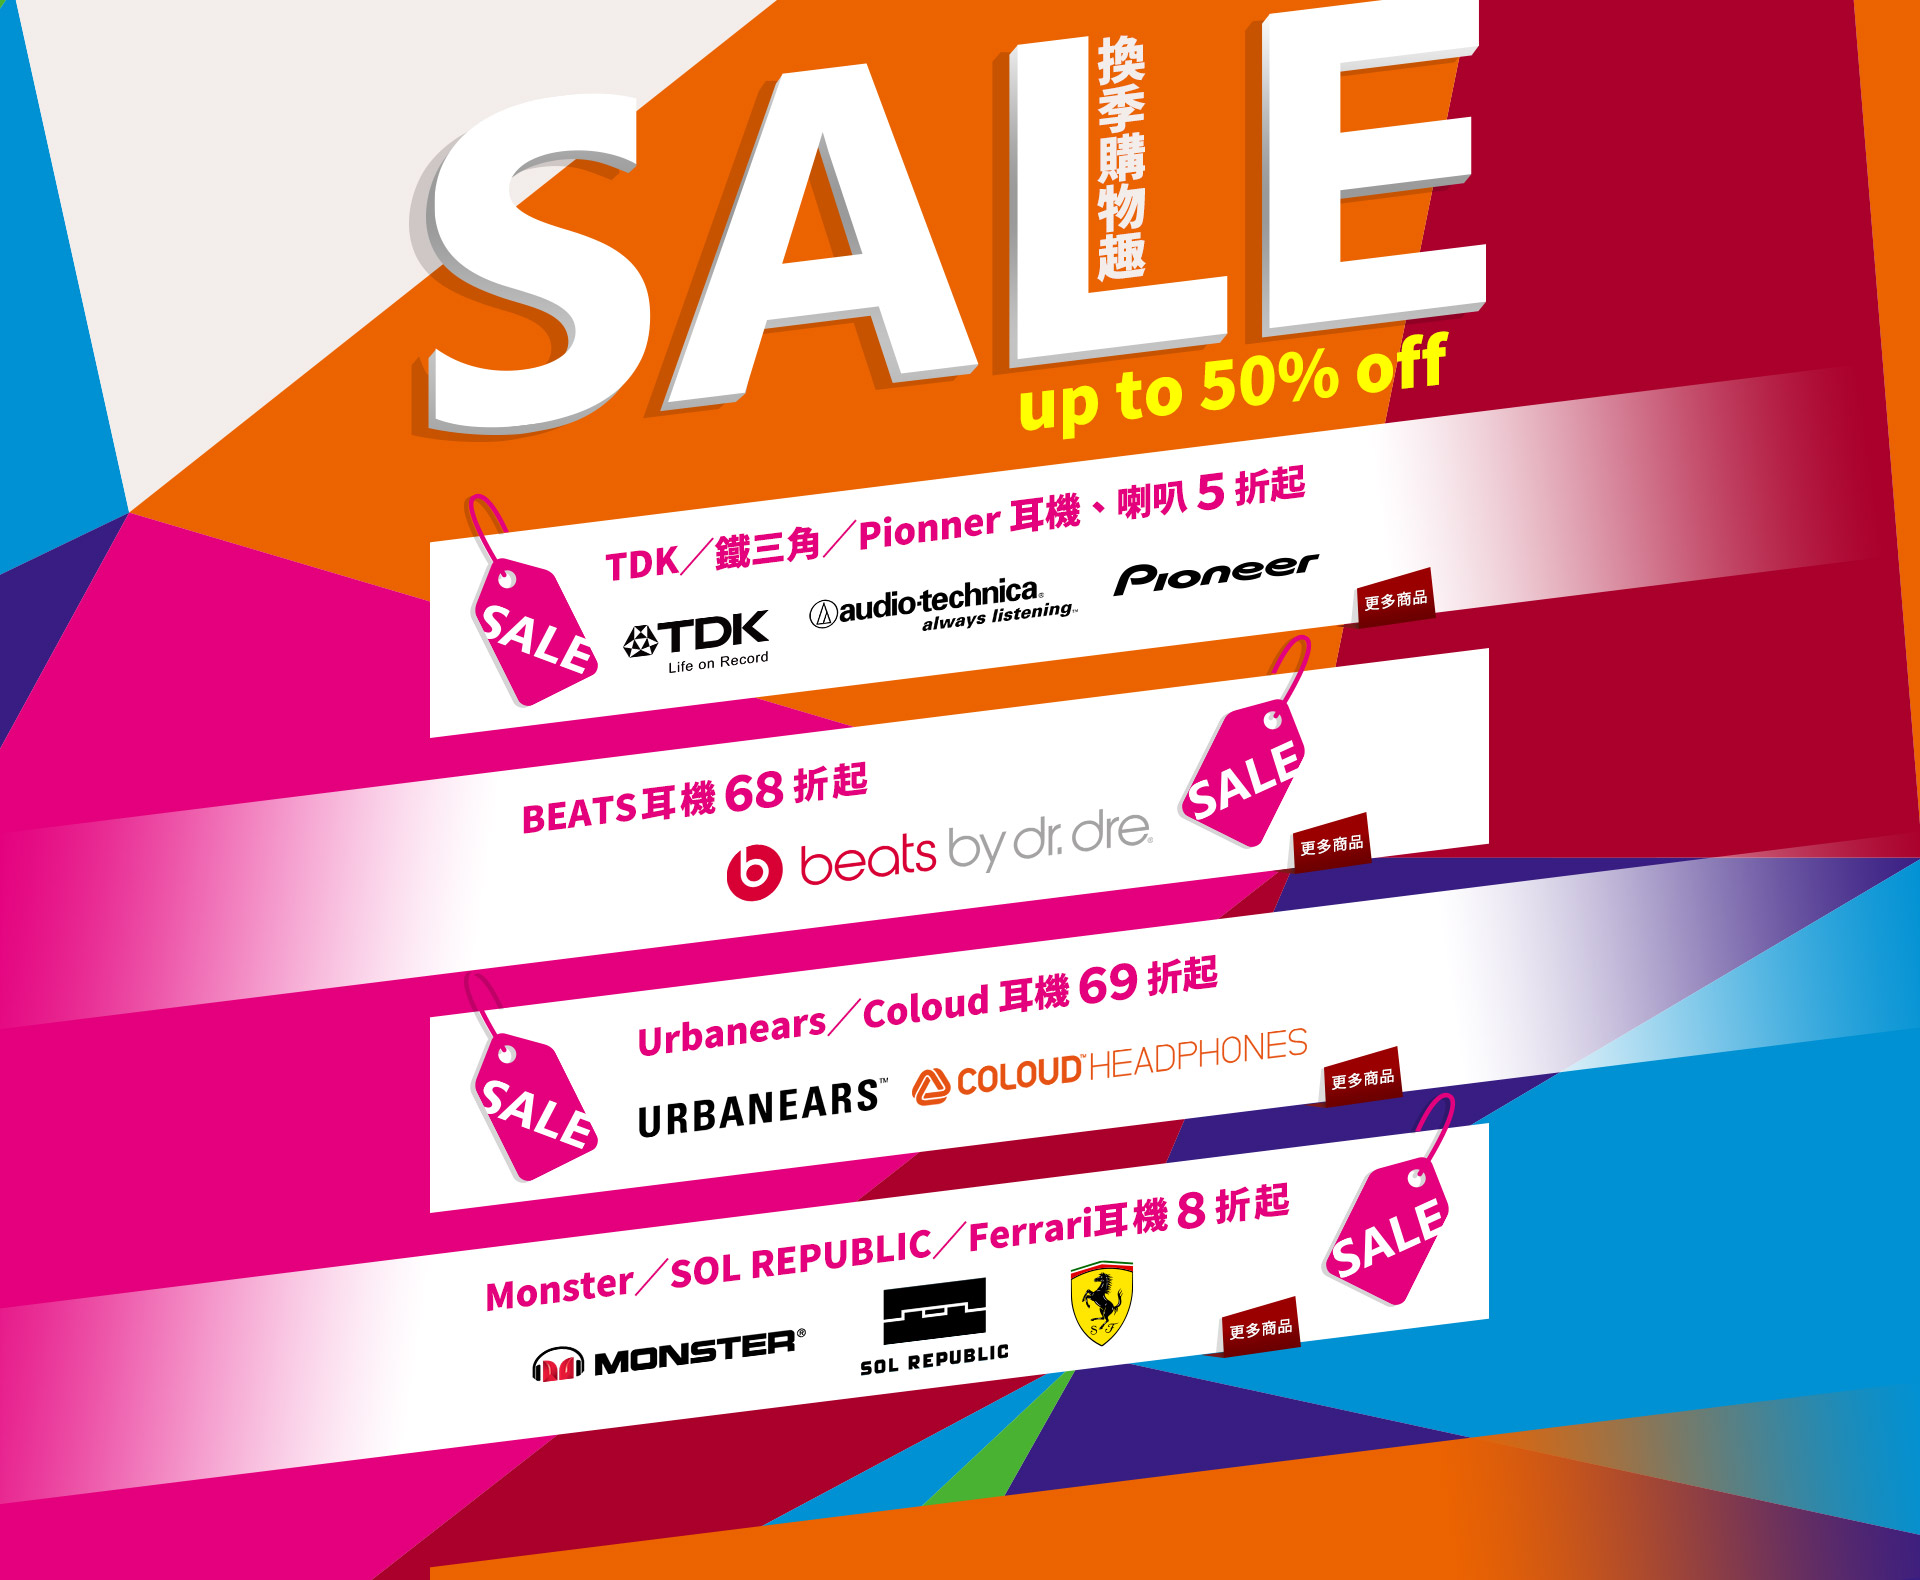 SALE
換季購物趣
up to 50% off
TDK／鐵三角／Pionner 耳機、喇叭 5 折起
SALE
TDK
Life on Record
audio-technica®
always listening™
Pioneer
更多商品
BEATS耳機 68 折起
beats by dr. dre®
SALE
更多商品
Urbanears／Coloud 耳機 69 折起
SALE
URBANEARS™
COLOUD™ HEADPHONES
更多商品
Monster／SOL REPUBLIC／Ferrari耳機 8 折起
SALE
MONSTER®
SOL REPUBLIC
S F
更多商品